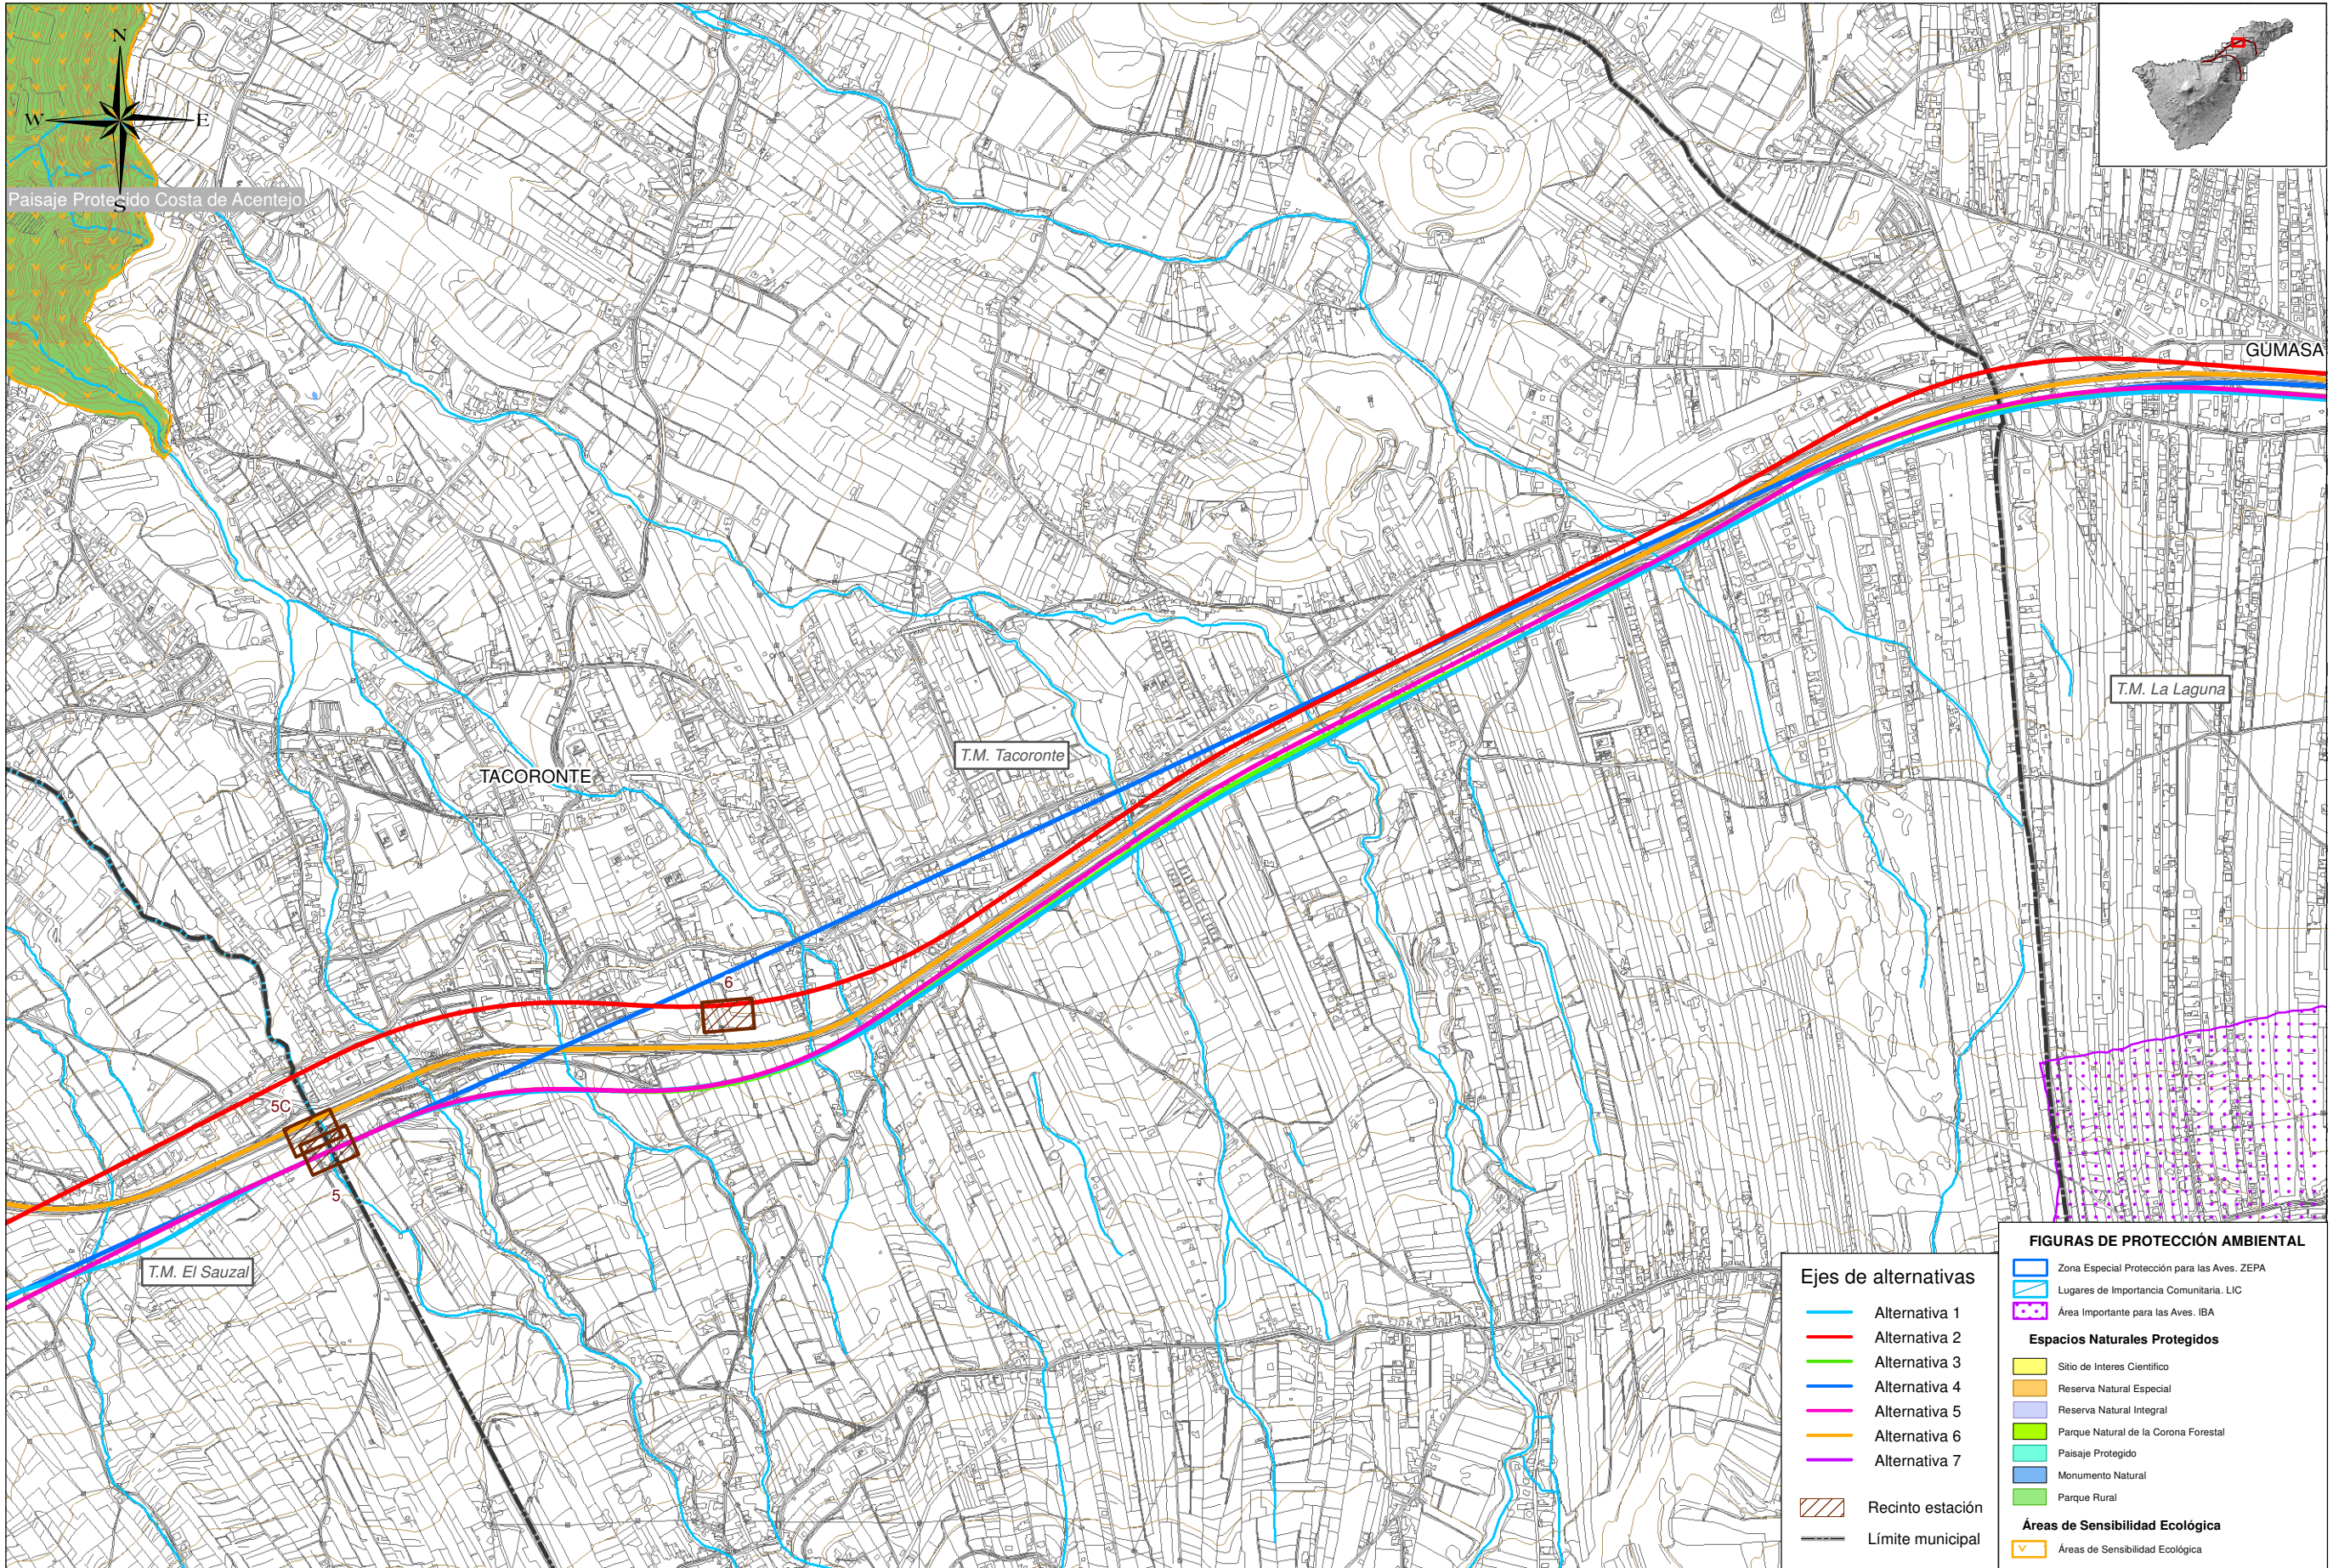 N
W
E
S
Paisaje Protegido Costa de Acentejo
GUMASA
T.M. La Laguna
T.M. Tacoronte
TACORONTE
6
5C
5
T.M. El Sauzal
Ejes de alternativas
Alternativa 1
Alternativa 2
Alternativa 3
Alternativa 4
Alternativa 5
Alternativa 6
Alternativa 7
Recinto estación
Límite municipal
FIGURAS DE PROTECCIÓN AMBIENTAL
Zona Especial Protección para las Aves. ZEPA
Lugares de Importancia Comunitaria. LIC
Área Importante para las Aves. IBA
Espacios Naturales Protegidos
Sitio de Interes Cientifico
Reserva Natural Especial
Reserva Natural Integral
Parque Natural de la Corona Forestal
Paisaje Protegido
Monumento Natural
Parque Rural
Áreas de Sensibilidad Ecológica
Áreas de Sensibilidad Ecológica